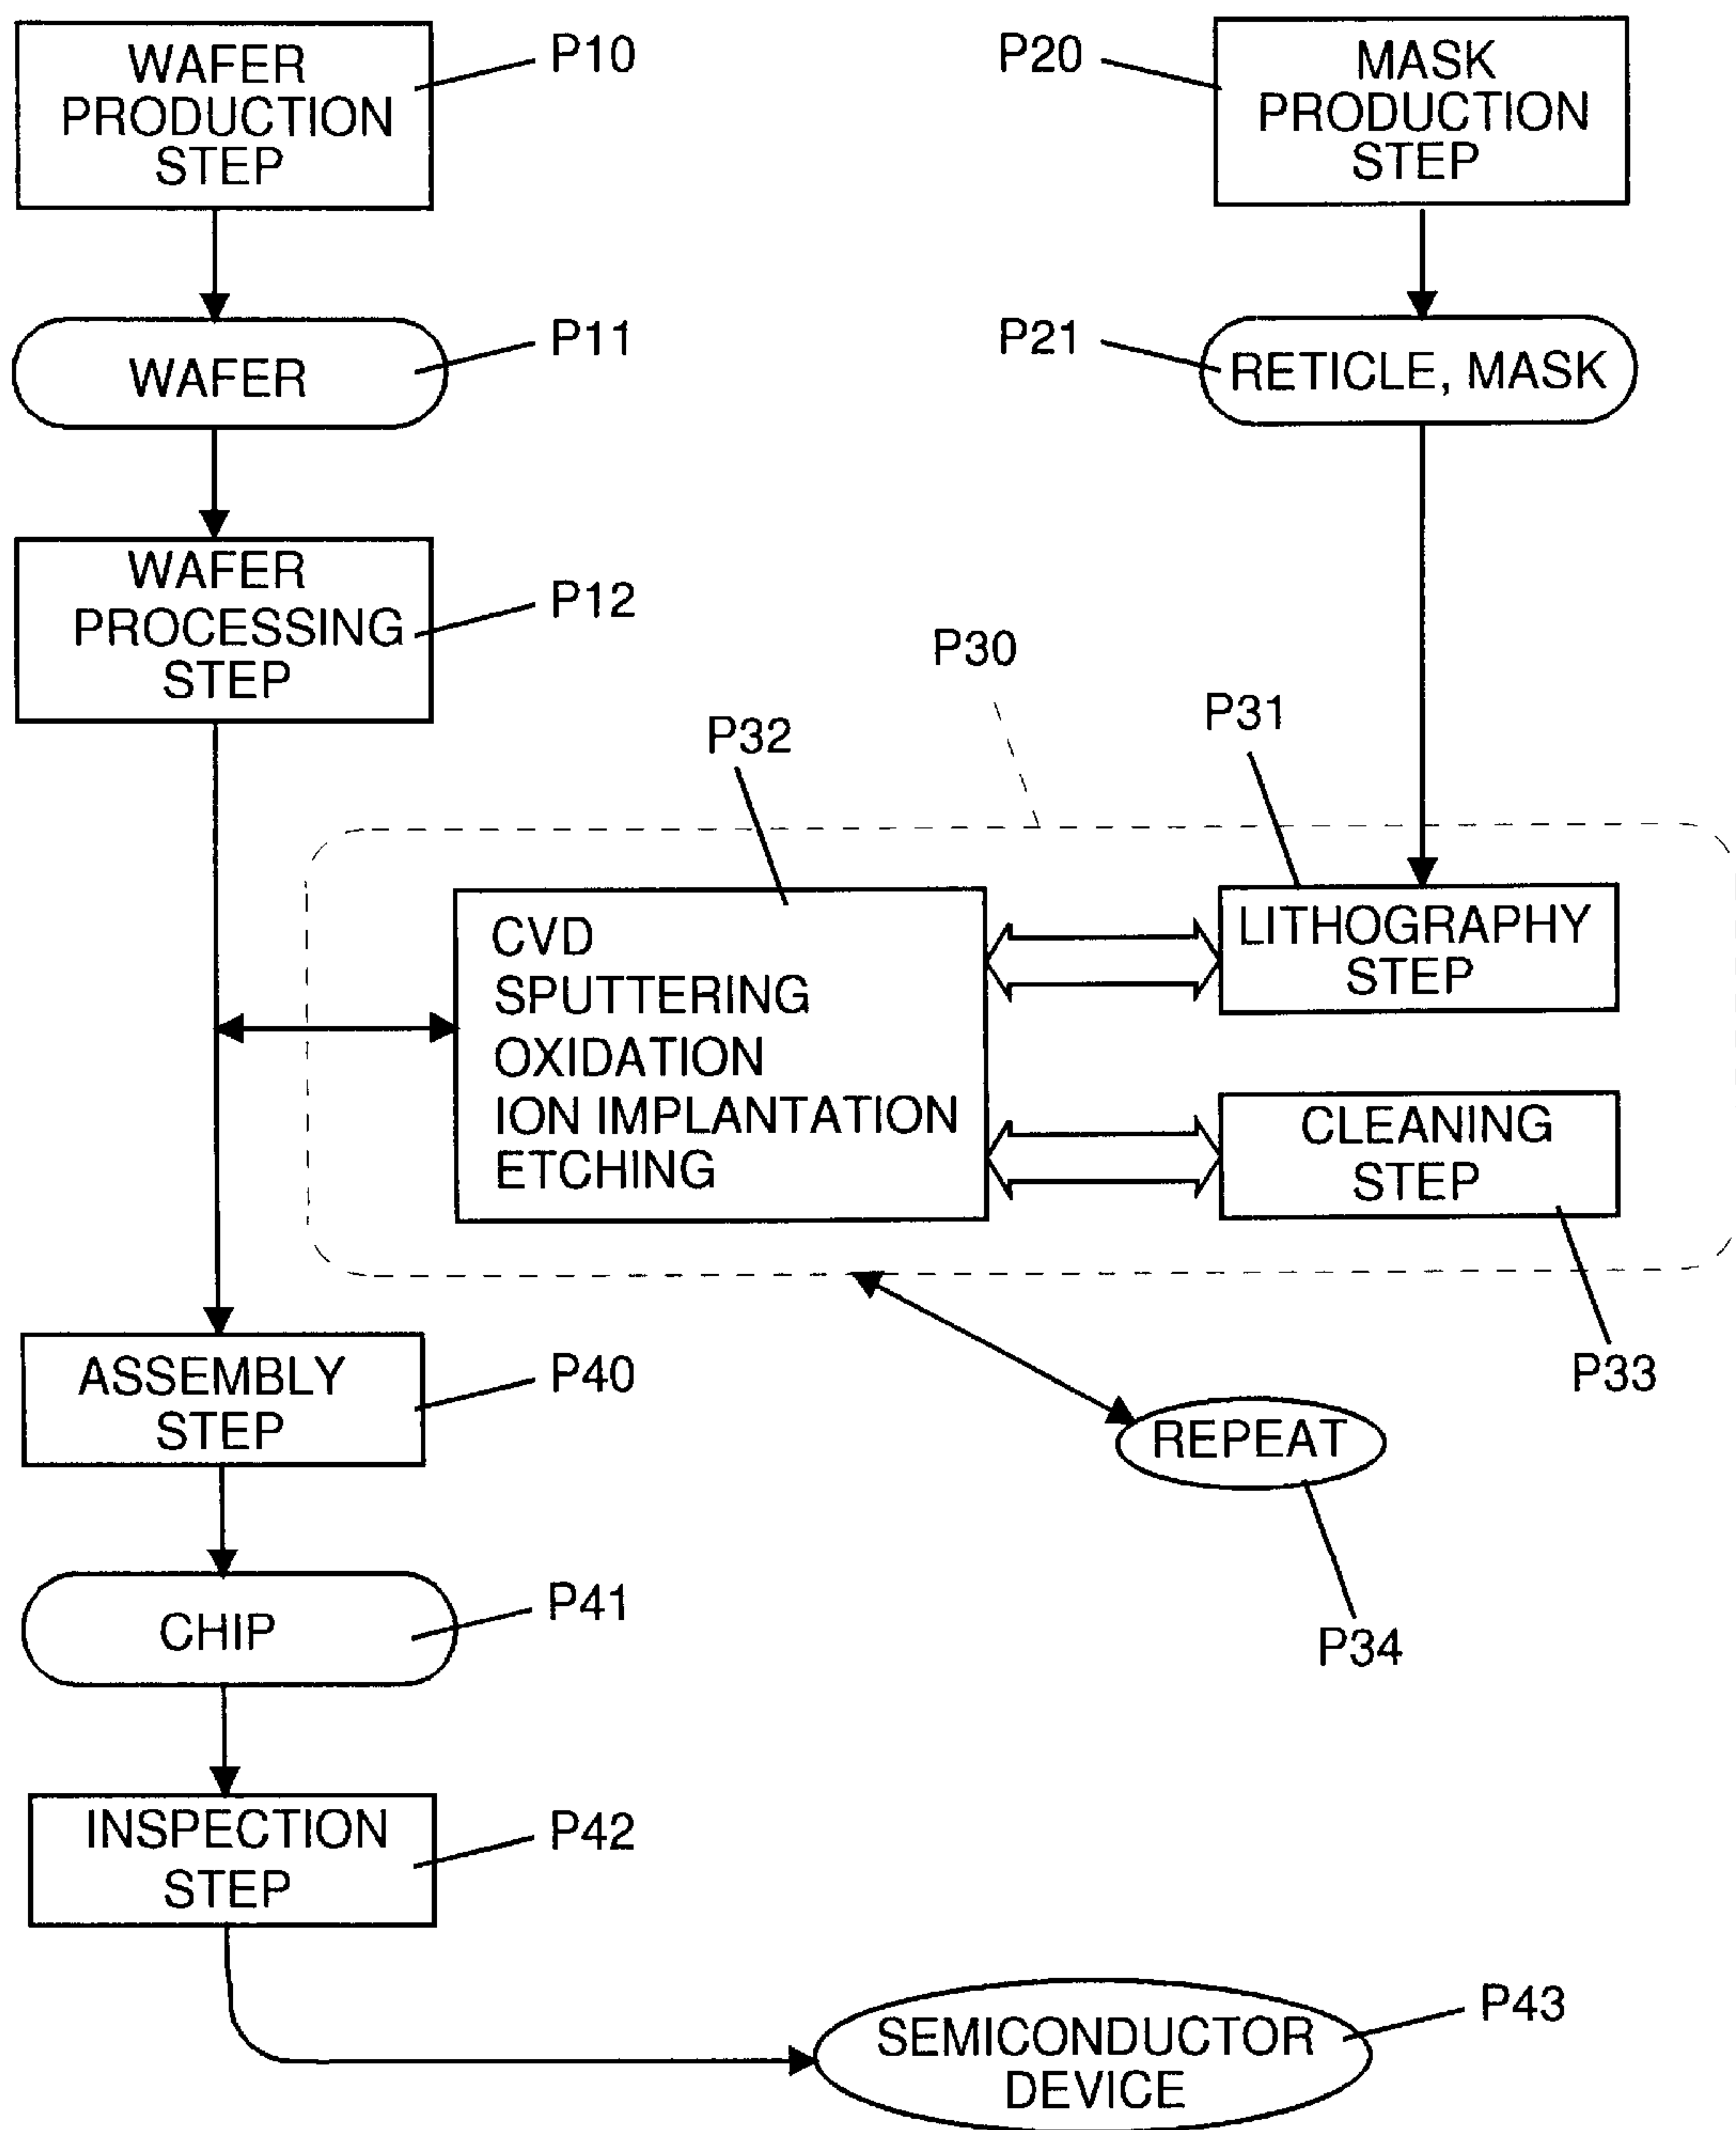 WAFER
PRODUCTION
STEP
P10
P20
MASK
PRODUCTION
STEP
WAFER
P11
P21
RETICLE, MASK
WAFER
PROCESSING
STEP
P12
P30
P32
P31
CVD
SPUTTERING
OXIDATION
ION IMPLANTATION
ETCHING
LITHOGRAPHY
STEP
CLEANING
STEP
P33
ASSEMBLY
STEP
P40
REPEAT
P34
CHIP
P41
INSPECTION
STEP
P42
SEMICONDUCTOR
DEVICE
P43